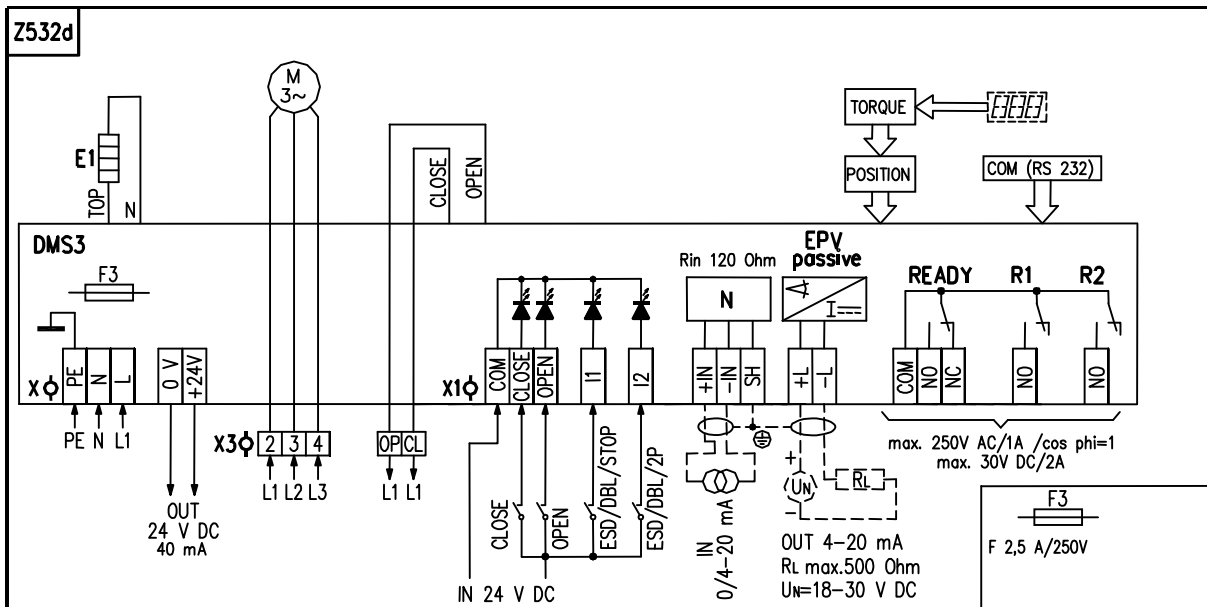 Z532d
M
3~
E1
TOP
N
CLOSE
OPEN
TORQUE
POSITION
COM (RS 232)
DMS3
F3
Rin 120 Ohm
N
EPV
passive
I
READY
R1
R2
X
PE
N
L
0 V
+24V
X1
COM
CLOSE
OPEN
I1
I2
+IN
-IN
SH
+L
-L
COM
NO
NC
NO
NO
PE N L1
X3
2
3
4
OP
CL
L1 L2 L3
L1 L1
OUT
24 V DC
40 mA
CLOSE
OPEN
ESD/DBL/STOP
ESD/DBL/2P
IN 24 V DC
IN
0/4-20 mA
+
UN
-
RL
OUT 4-20 mA
RL max.500 Ohm
UN=18-30 V DC
max. 250V AC/1A /cos phi=1
max. 30V DC/2A
F3
F 2,5 A/250V